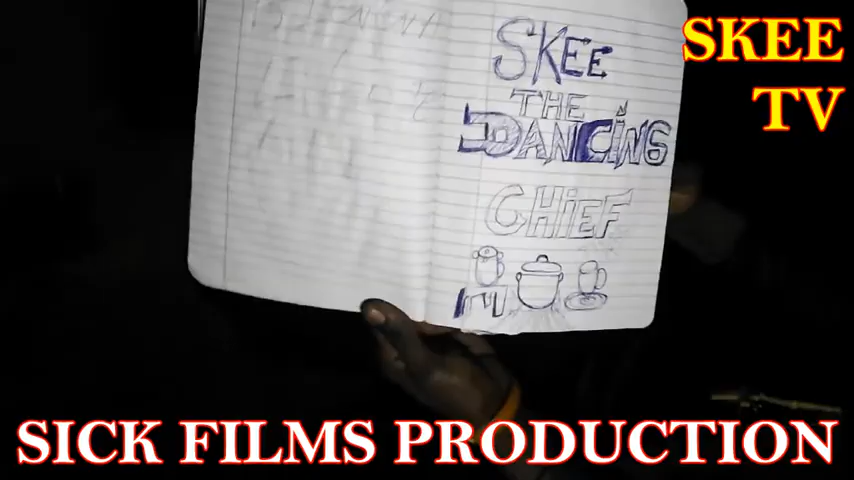 SKEE
THE
DANCING
CHIEF
SKEE
TV
SICK FILMS PRODUCTION